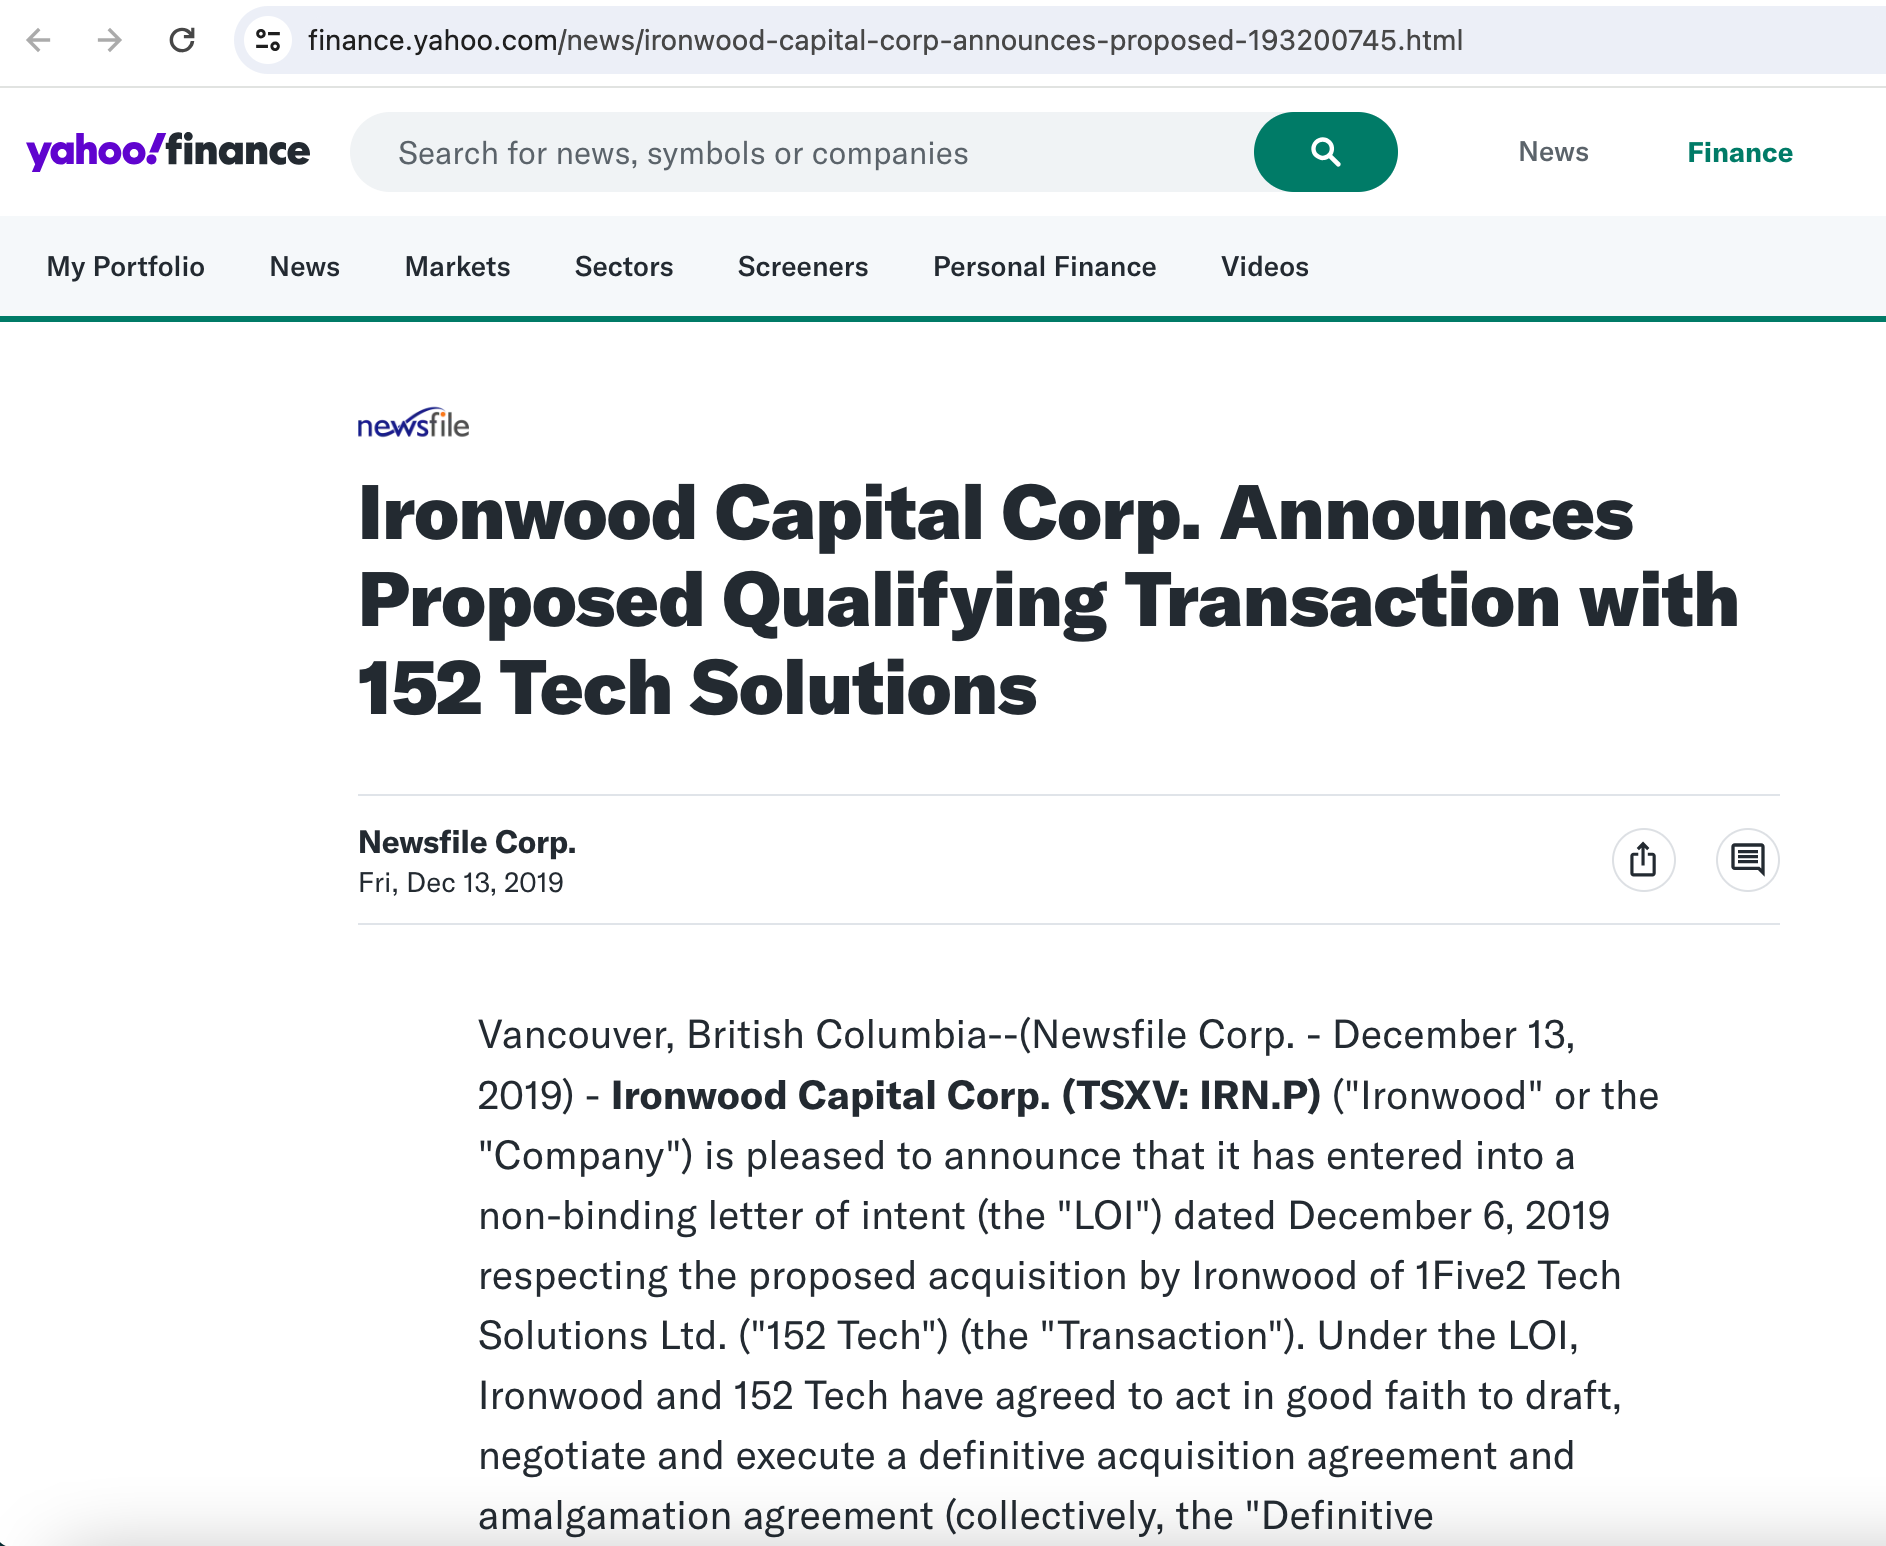 finance.yahoo.com/news/ironwood-capital-corp-announces-proposed-193200745.html
yahoo!finance
Search for news, symbols or companies
News
Finance
My Portfolio
News
Markets
Sectors
Screeners
Personal Finance
Videos
newsfile
Ironwood Capital Corp. Announces
Proposed Qualifying Transaction with
152 Tech Solutions
Newsfile Corp.
Fri, Dec 13, 2019
Vancouver, British Columbia--(Newsfile Corp. - December 13,
2019) - Ironwood Capital Corp. (TSXV: IRN.P) ("Ironwood" or the
"Company") is pleased to announce that it has entered into a
non-binding letter of intent (the "LOI") dated December 6, 2019
respecting the proposed acquisition by Ironwood of 1Five2 Tech
Solutions Ltd. ("152 Tech") (the "Transaction"). Under the LOI,
Ironwood and 152 Tech have agreed to act in good faith to draft,
negotiate and execute a definitive acquisition agreement and
amalgamation agreement (collectively, the "Definitive